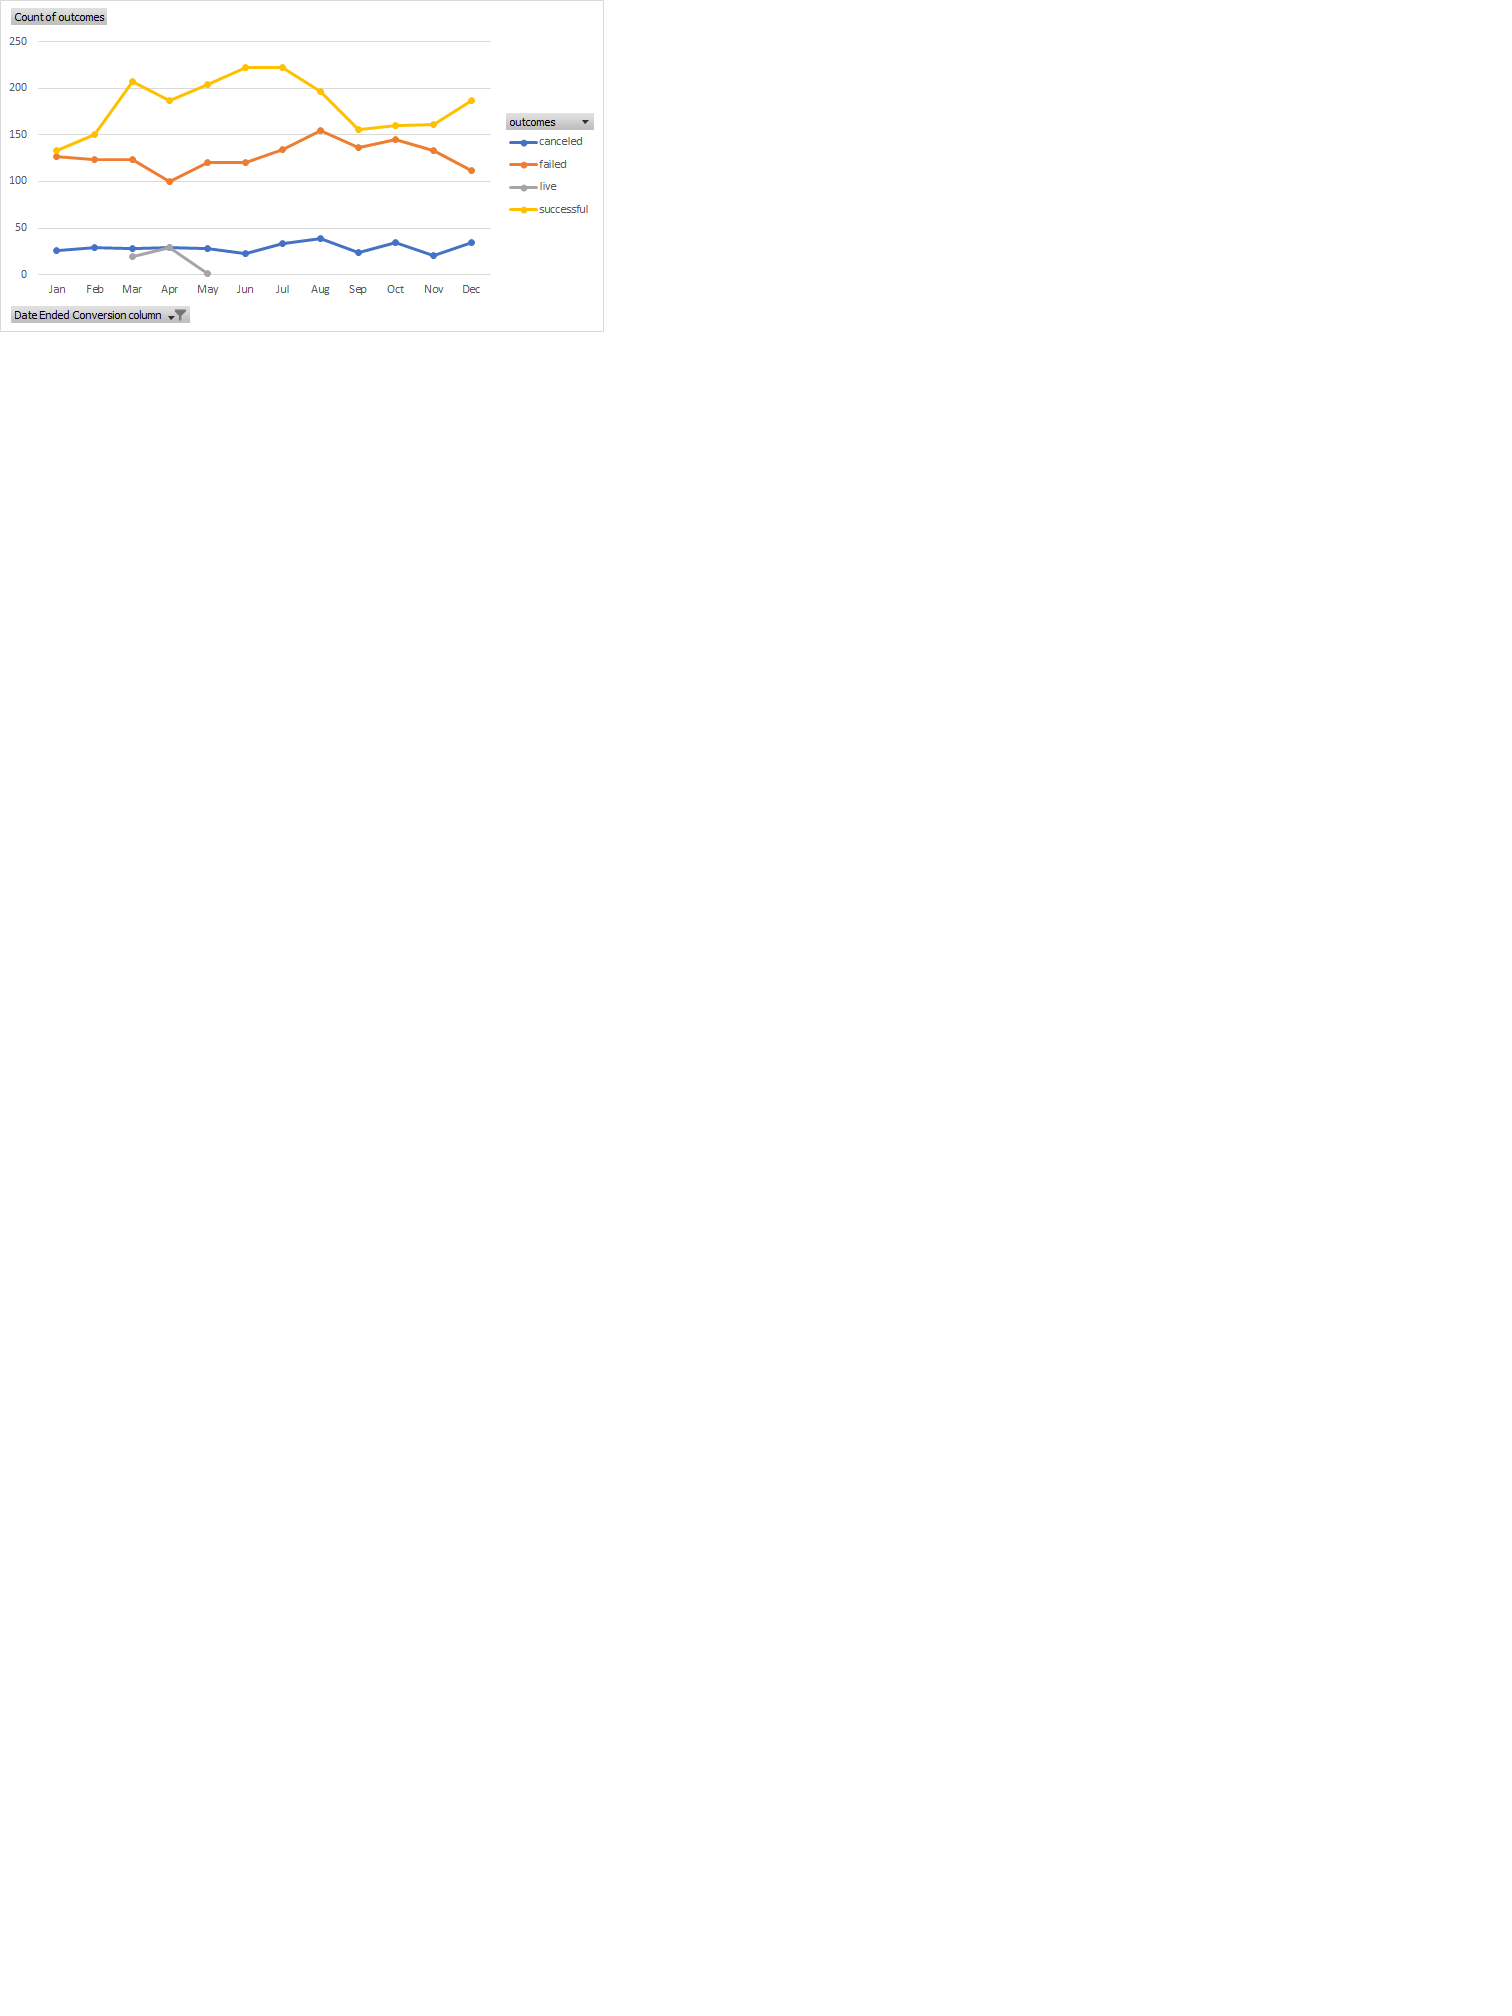 Count of outcomes
250
200
150
100
50
0
Jan Feb Mar Apr May Jun Jul Aug Sep Oct Nov Dec
outcomes
canceled
failed
live
successful
Date Ended Conversion column